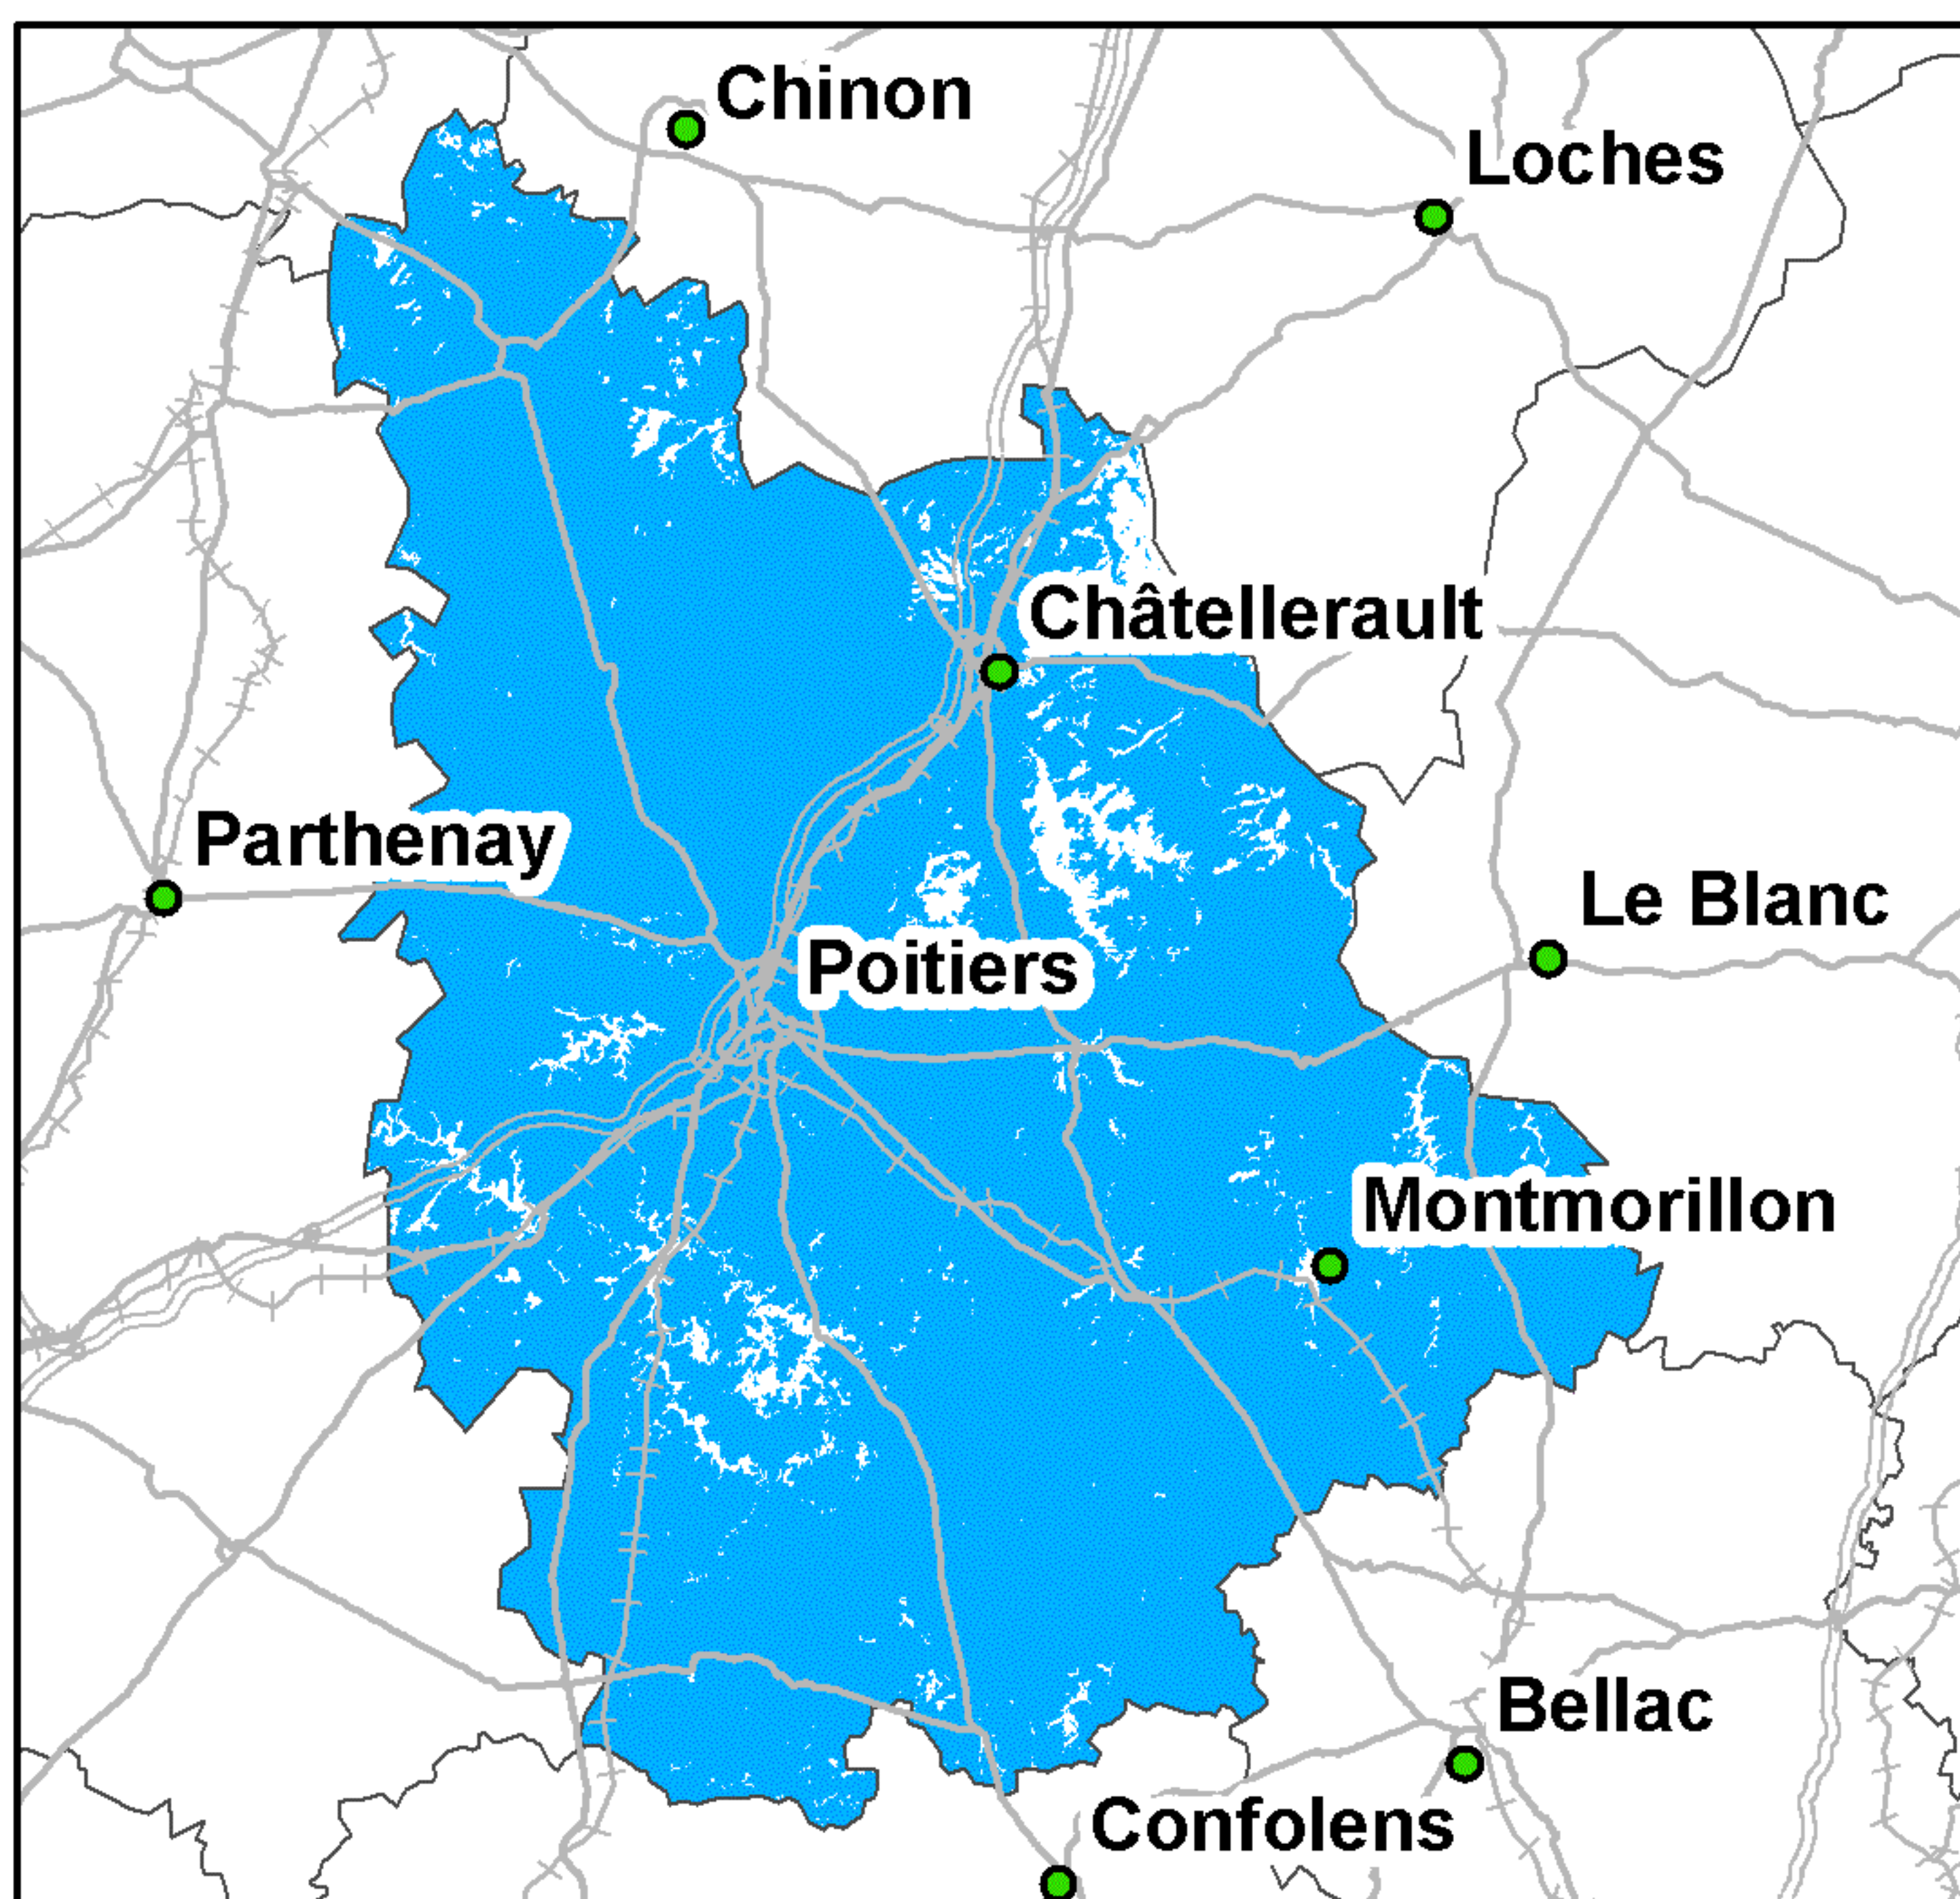 Chinon
Loches
Châtellerault
Parthenay
Le Blanc
Poitiers
Montmorillon
Bellac
Confolens